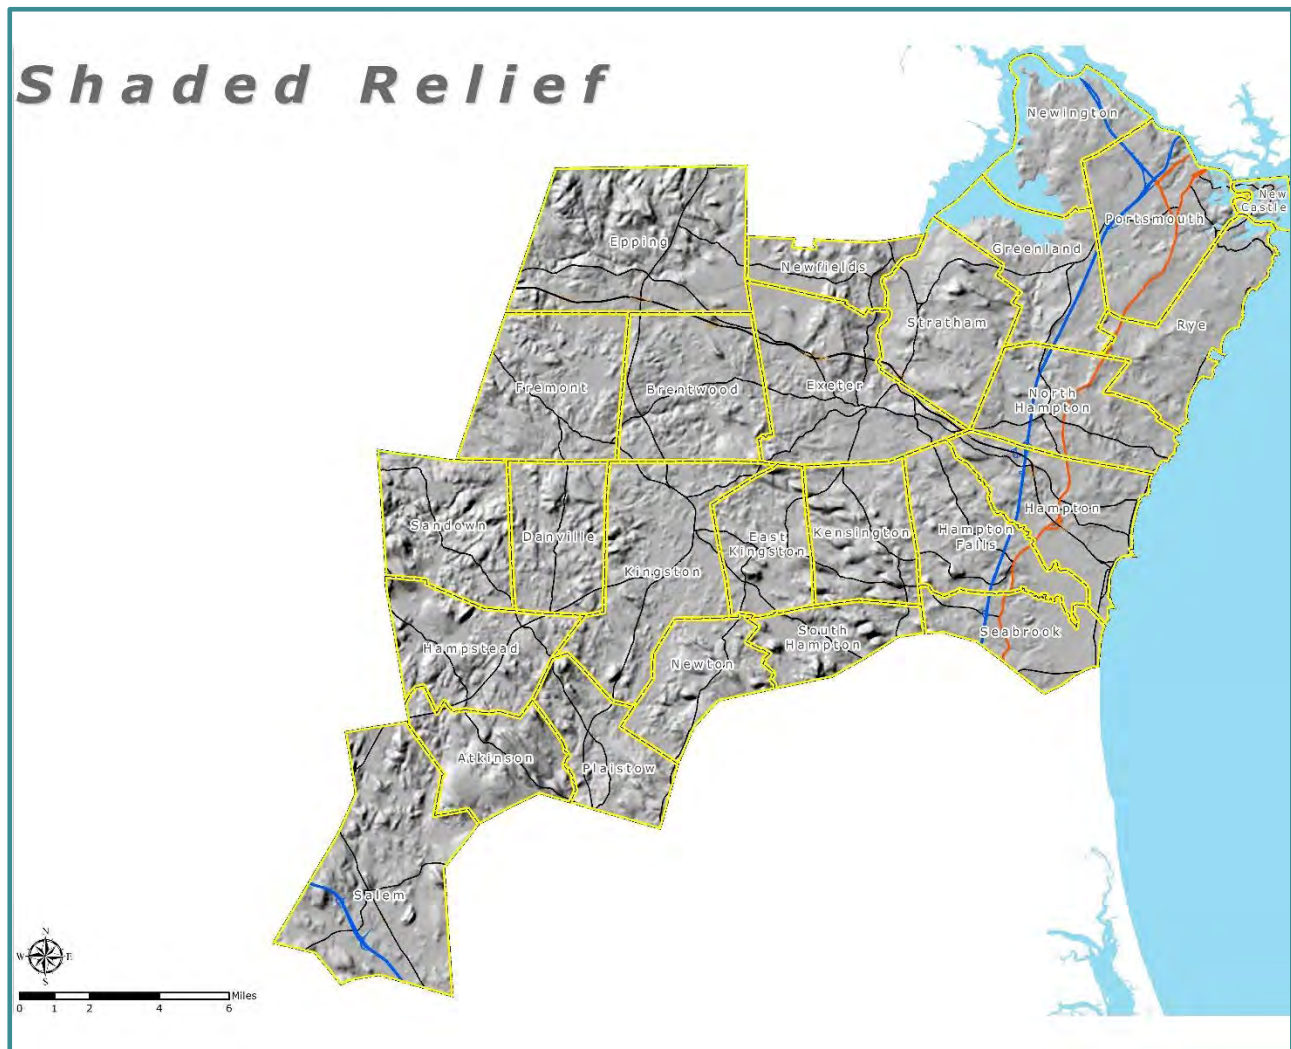 Shaded Relief
Newington
New
Castle
Portsmouth
Epping
Greenland
Newfields
Stratham
Rye
Fremont
Brentwood
Exeter
North
Hampton
Sandown
Danville
Kingston
East
Kingston
Kensington
Hampton
Falls
Hampton
Hampstead
Newton
South
Hampton
Seabrook
Atkinson
Plaistow
Salem
N
W E
S
Miles
0 1 2 4 6